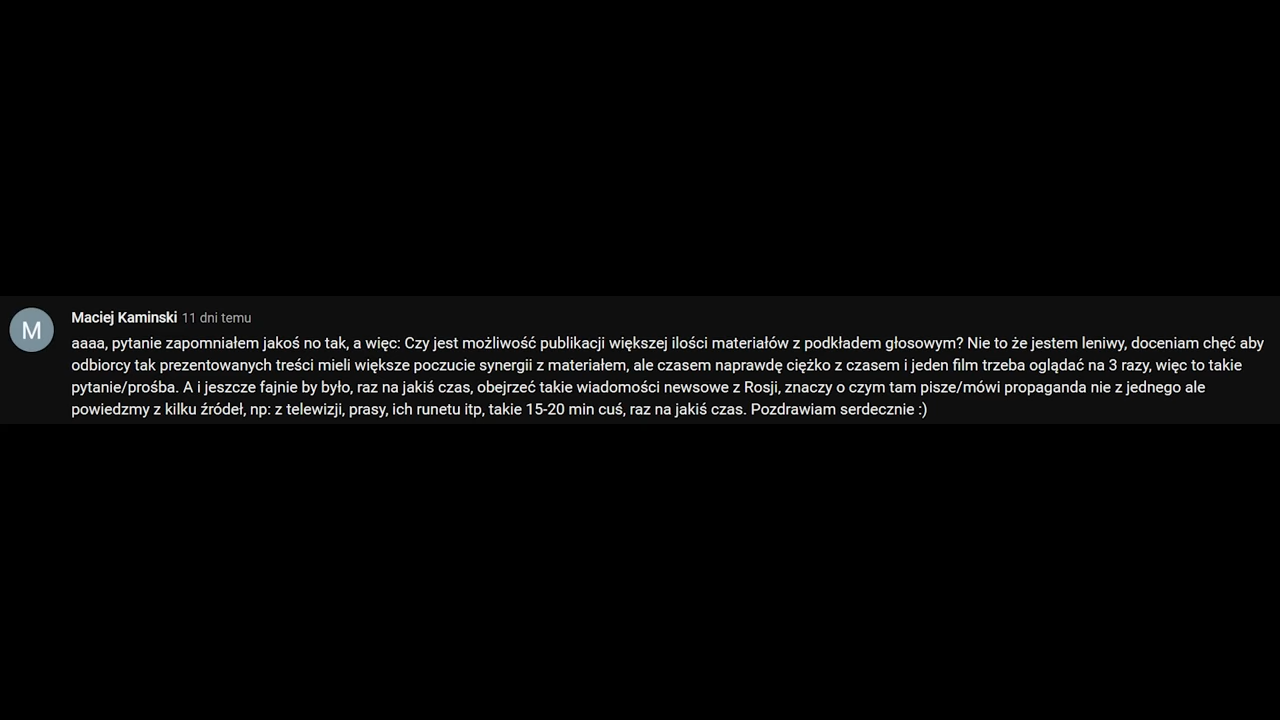 M
Maciej Kaminski 11 dni temu
aaaa, pytanie zapomniałem jakoś no tak, a więc: Czy jest możliwość publikacji większej ilości materiałów z podkładem głosowym? Nie to że jestem leniwy, doceniam chęć aby
odbiorcy tak prezentowanych treści mieli większe poczucie synergii z materiałem, ale czasem naprawdę ciężko z czasem i jeden film trzeba oglądać na 3 razy, więc to takie
pytanie/prośba. A i jeszcze fajnie by było, raz na jakiś czas, obejrzeć takie wiadomości newsowe z Rosji, znaczy o czym tam pisze/mówi propaganda nie z jednego ale
powiedzmy z kilku źródeł, np: z telewizji, prasy, ich runetu itp, takie 15-20 min cuś, raz na jakiś czas. Pozdrawiam serdecznie :)